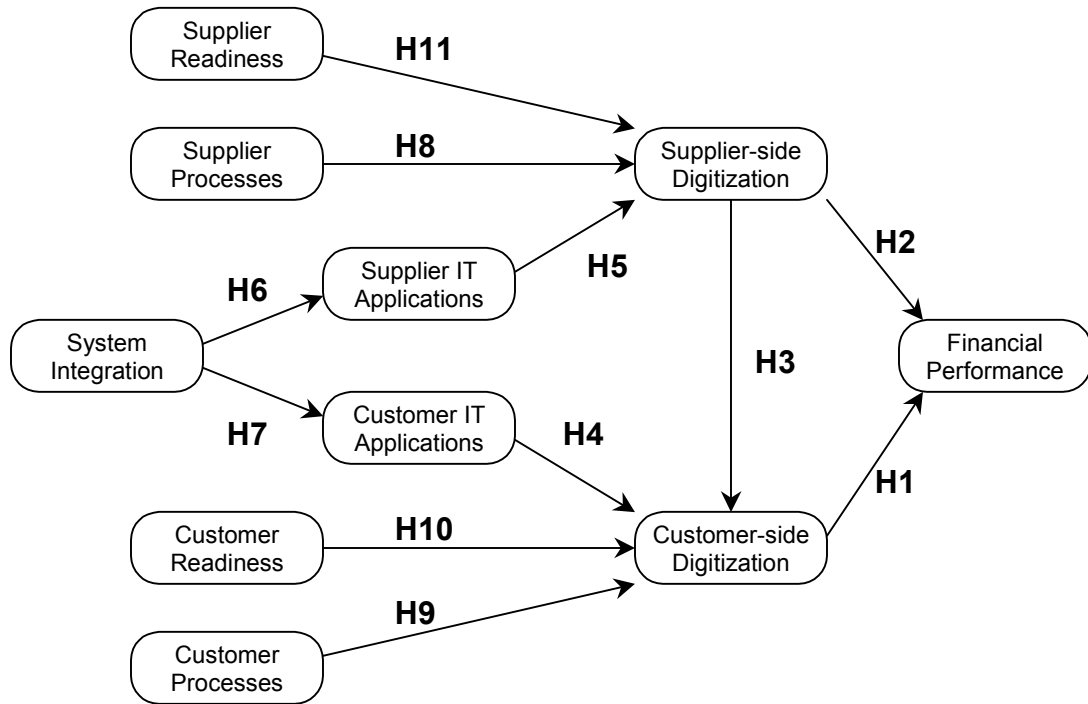 Supplier
Readiness
H11
Supplier
Processes
H8
Supplier-side
Digitization
H2
Supplier IT
Applications
H5
H6
System
Integration
H3
Financial
Performance
H7
Customer IT
Applications
H4
H1
Customer
Readiness
H10
Customer-side
Digitization
H9
Customer
Processes